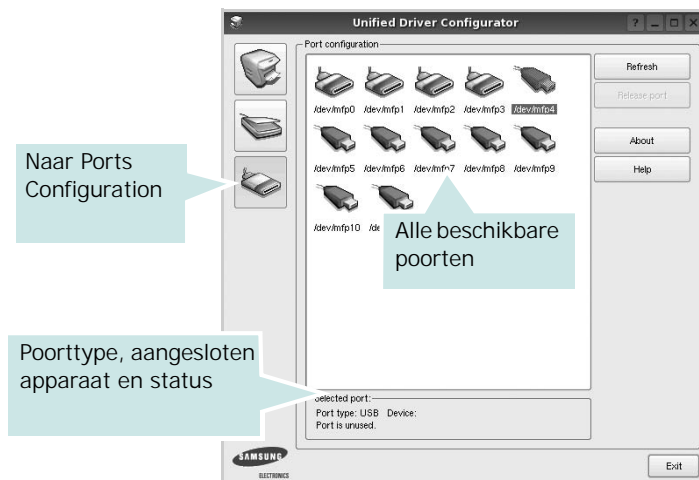 Unified Driver Configurator
Port configuration
/dev/mfp0 /dev/mfp1 /dev/mfp2 /dev/mfp3 /dev/mfp4
/dev/mfp5 /dev/mfp6 /dev/mfp7 /dev/mfp8 /dev/mfp9
/dev/mfp10
Refresh
Release port
About
Help
Naar Ports
Configuration
Alle beschikbare
poorten
Poorttype, aangesloten
apparaat en status
Selected port:
Port type: USB Device:
Port is unused.
SAMSUNG
ELECTRONICS
Exit